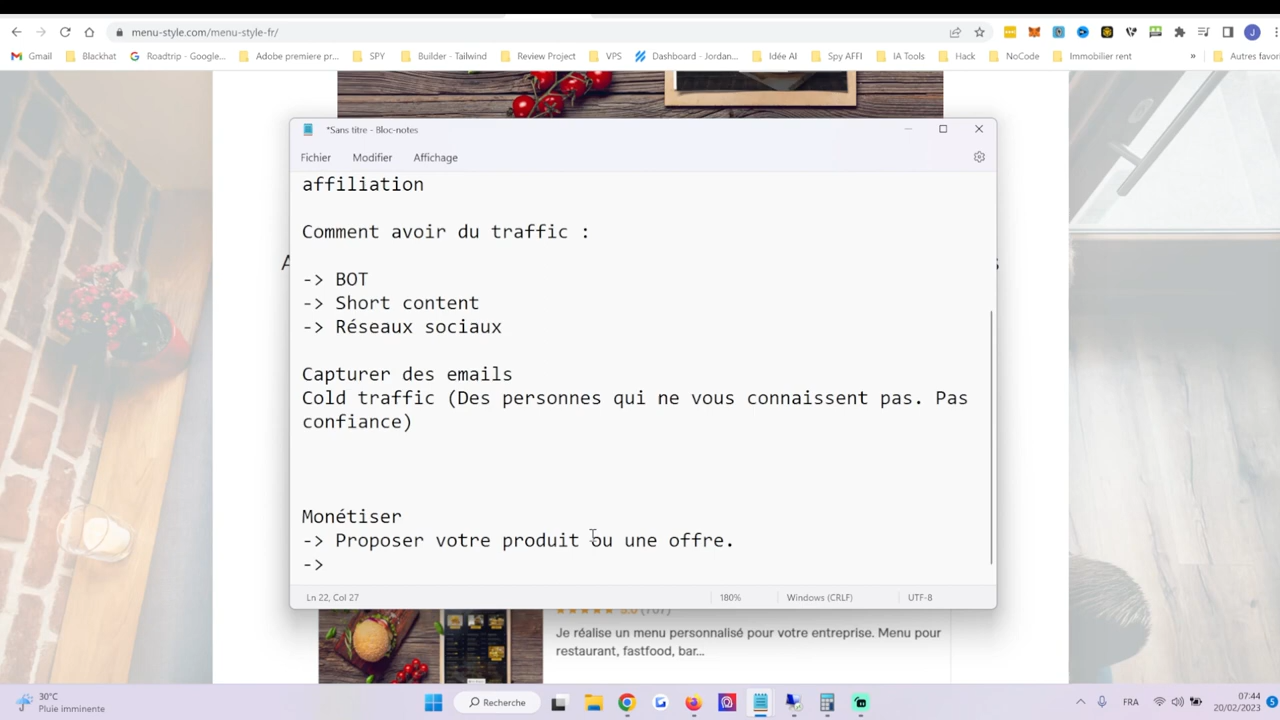 menu-style.com/menu-style-fr/
Gmail
Blackhat
Roadtrip - Google...
Adobe premiere pr...
SPY
Builder - Tailwind
Review Project
VPS
Dashboard - Jordan...
Idée AI
Spy AFFI
IA Tools
Hack
NoCode
Immobilier rent
»
Autres favori
*Sans titre - Bloc-notes
Fichier Modifier Affichage
affiliation
Comment avoir du traffic :
-> BOT
-> Short content
-> Réseaux sociaux
Capturer des emails
Cold traffic (Des personnes qui ne vous connaissent pas. Pas
confiance)
Monétiser
-> Proposer votre produit ou une offre.
->
Ln 22, Col 27
180%
Windows (CRLF)
UTF-8
Je réalise un menu personnalisé pour votre entreprise. Menu pour
restaurant, fastfood, bar...
30°C
Pluie imminente
Recherche
FRA
07:44
20/02/2023